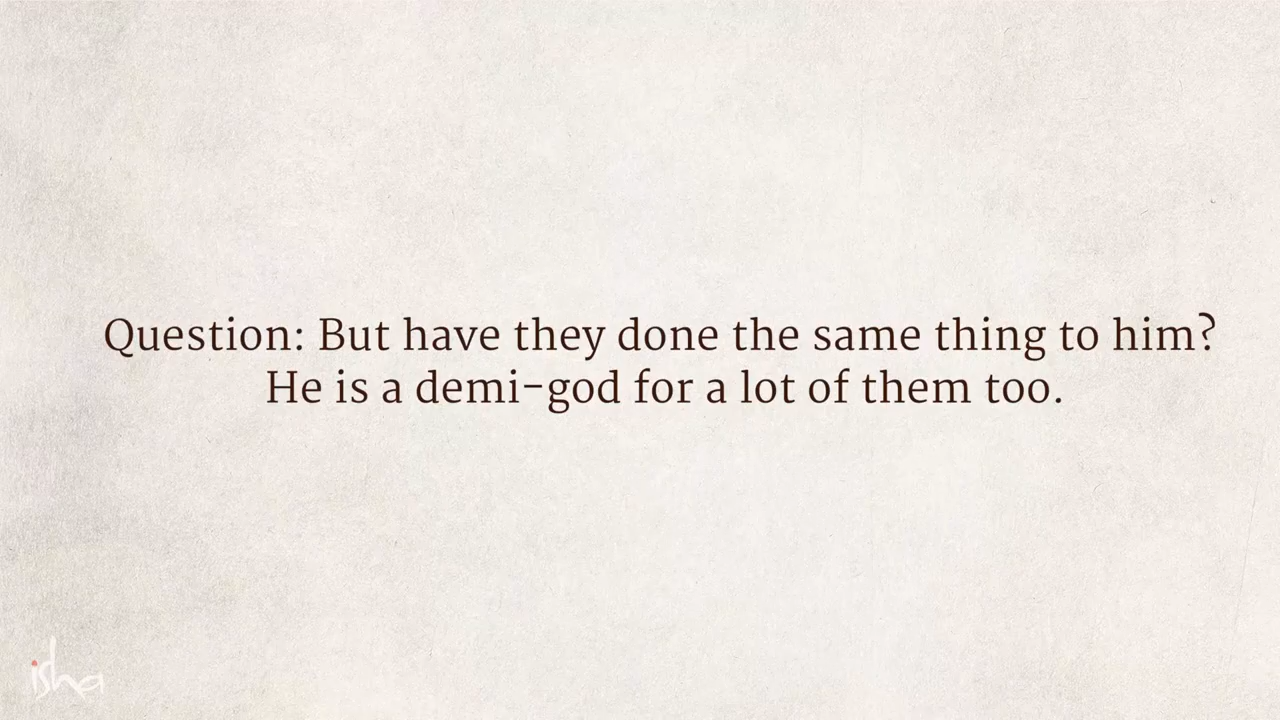 Question: But have they done the same thing to him?
He is a demi-god for a lot of them too.
isha